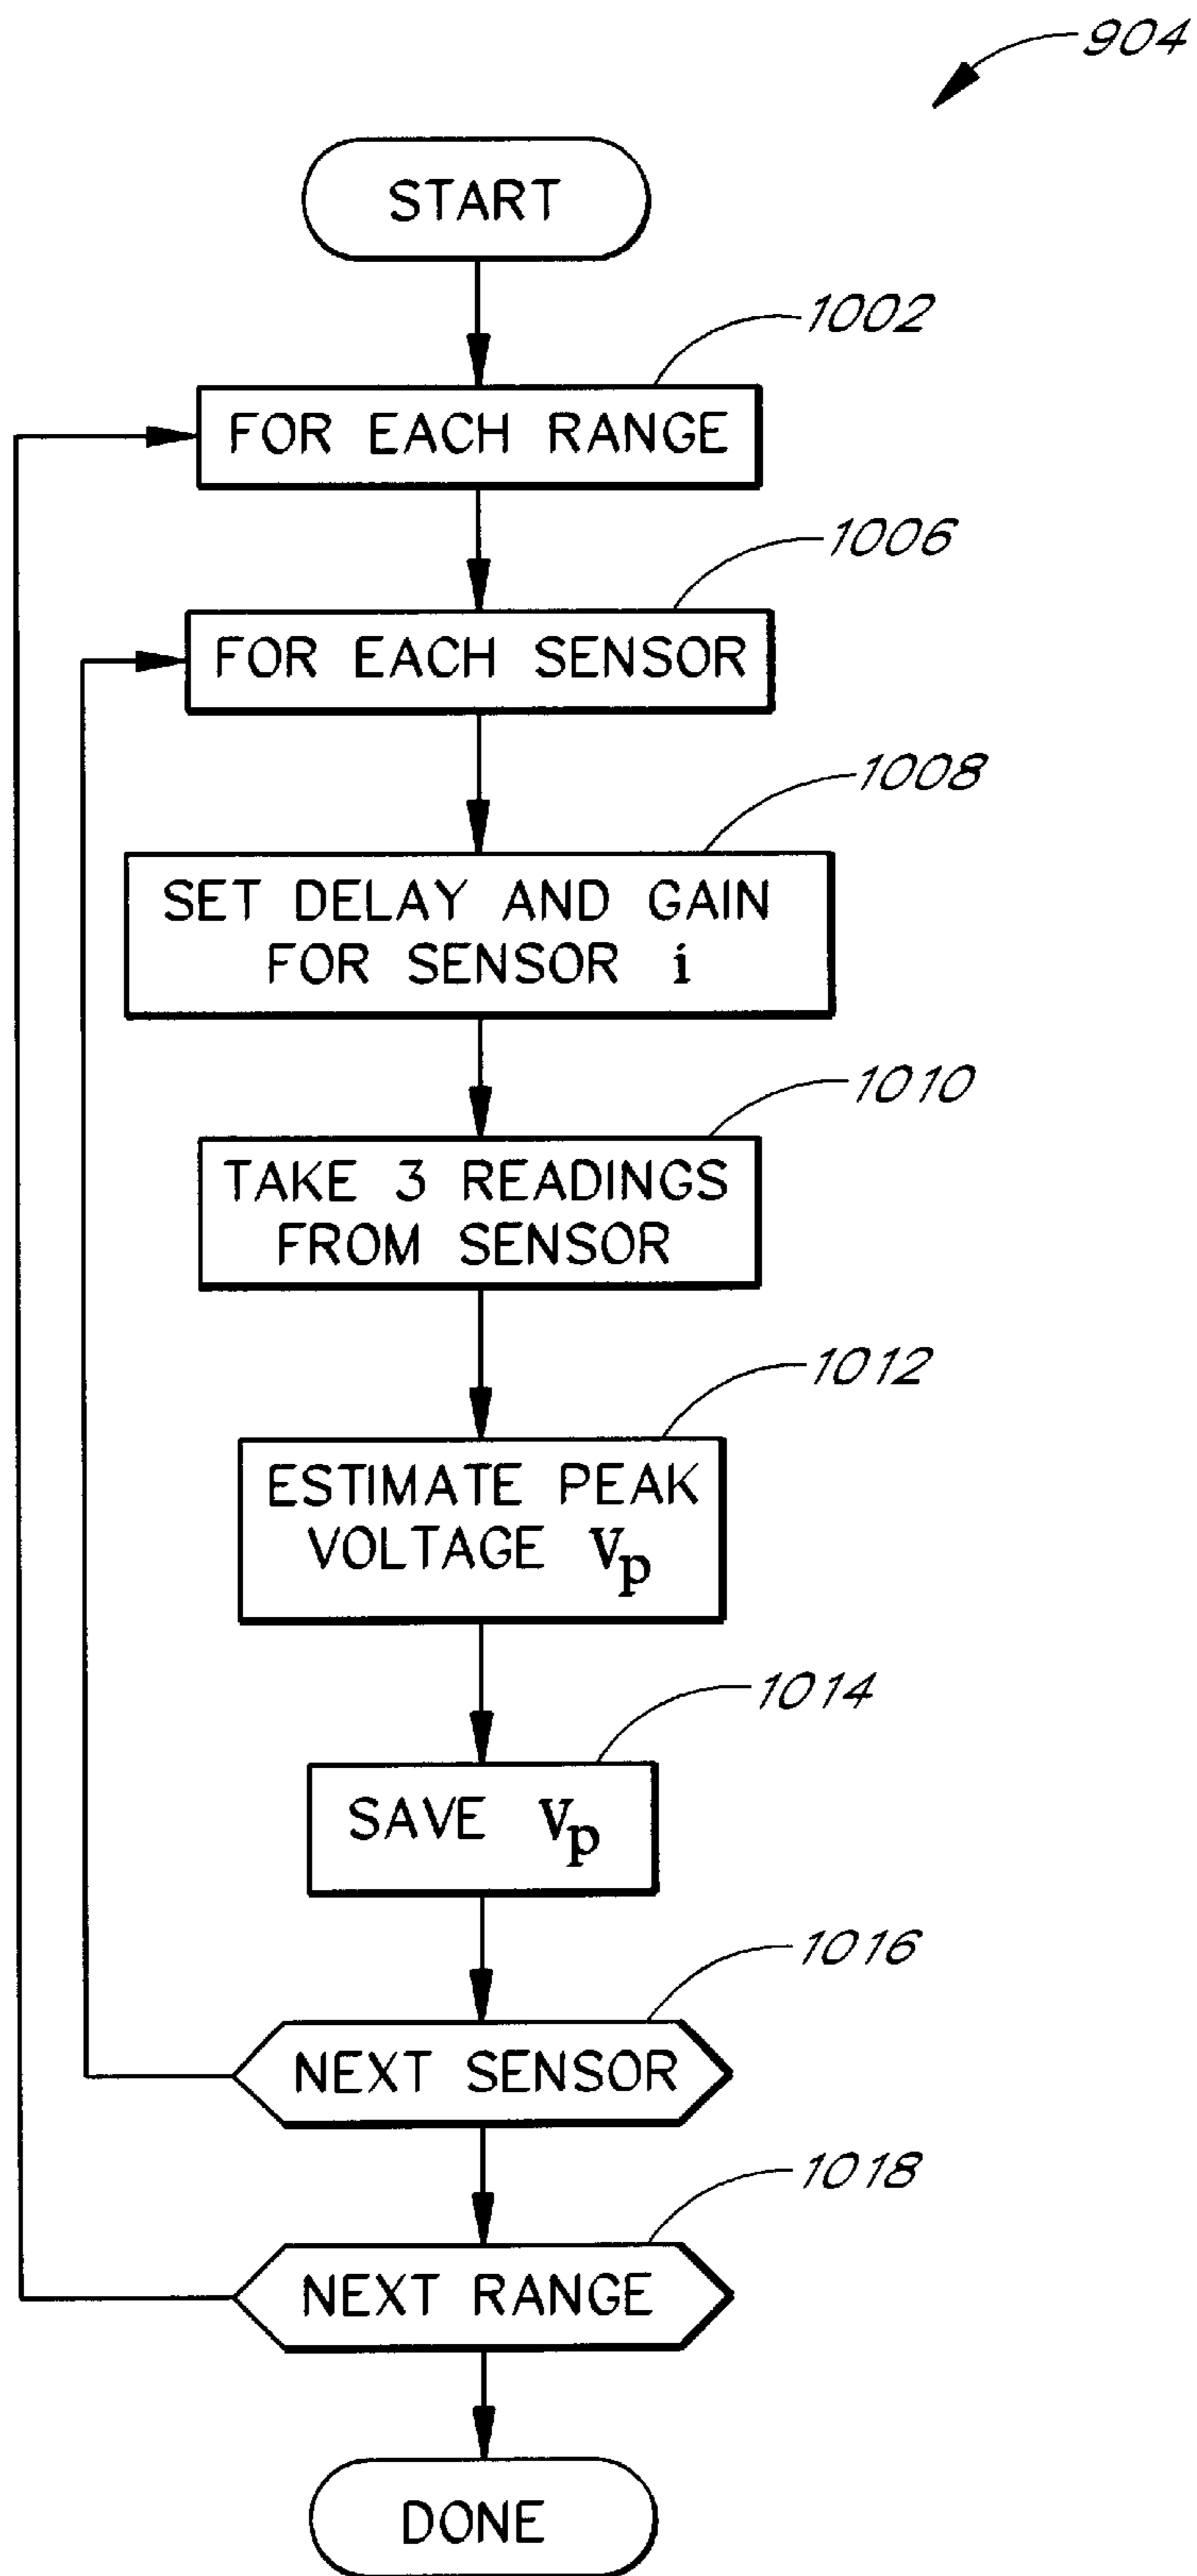 904
START
1002
FOR EACH RANGE
1006
FOR EACH SENSOR
1008
SET DELAY AND GAIN
FOR SENSOR i
1010
TAKE 3 READINGS
FROM SENSOR
1012
ESTIMATE PEAK
VOLTAGE Vp
1014
SAVE Vp
1016
NEXT SENSOR
1018
NEXT RANGE
DONE